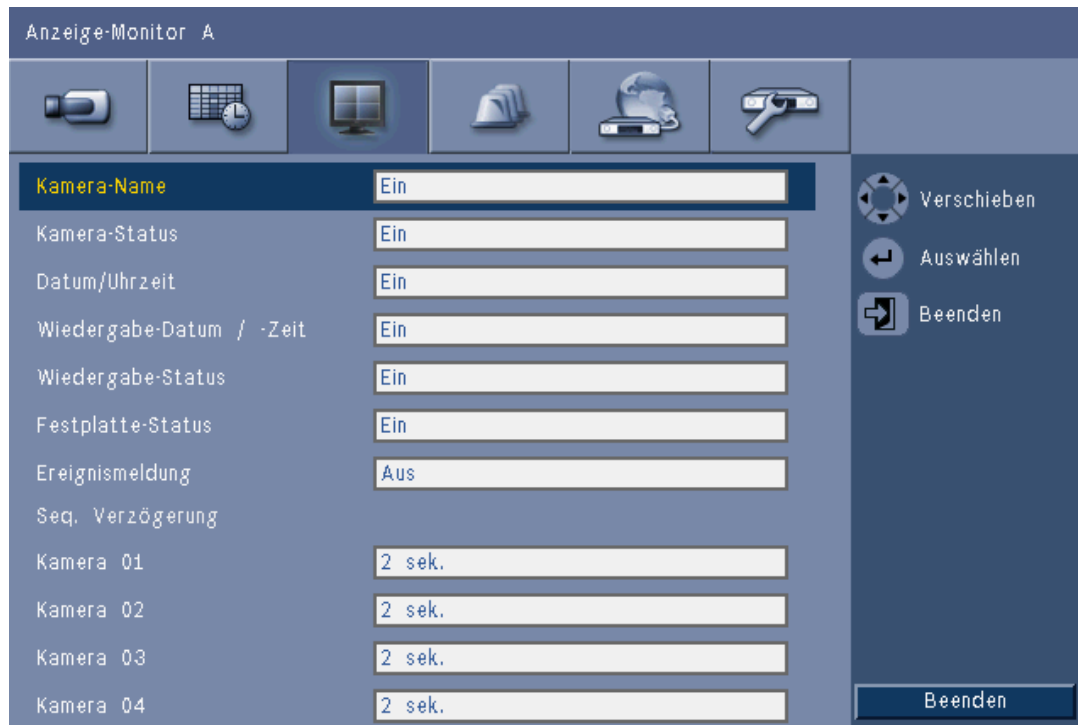 Anzeige-Monitor A
Kamera-Name Ein
Kamera-Status Ein
Datum/Uhrzeit Ein
Wiedergabe-Datum / -Zeit Ein
Wiedergabe-Status Ein
Festplatte-Status Ein
Ereignismeldung Aus
Seq. Verzögerung
Kamera 01 2 sek.
Kamera 02 2 sek.
Kamera 03 2 sek.
Kamera 04 2 sek.
Verschieben
Auswählen
Beenden
Beenden